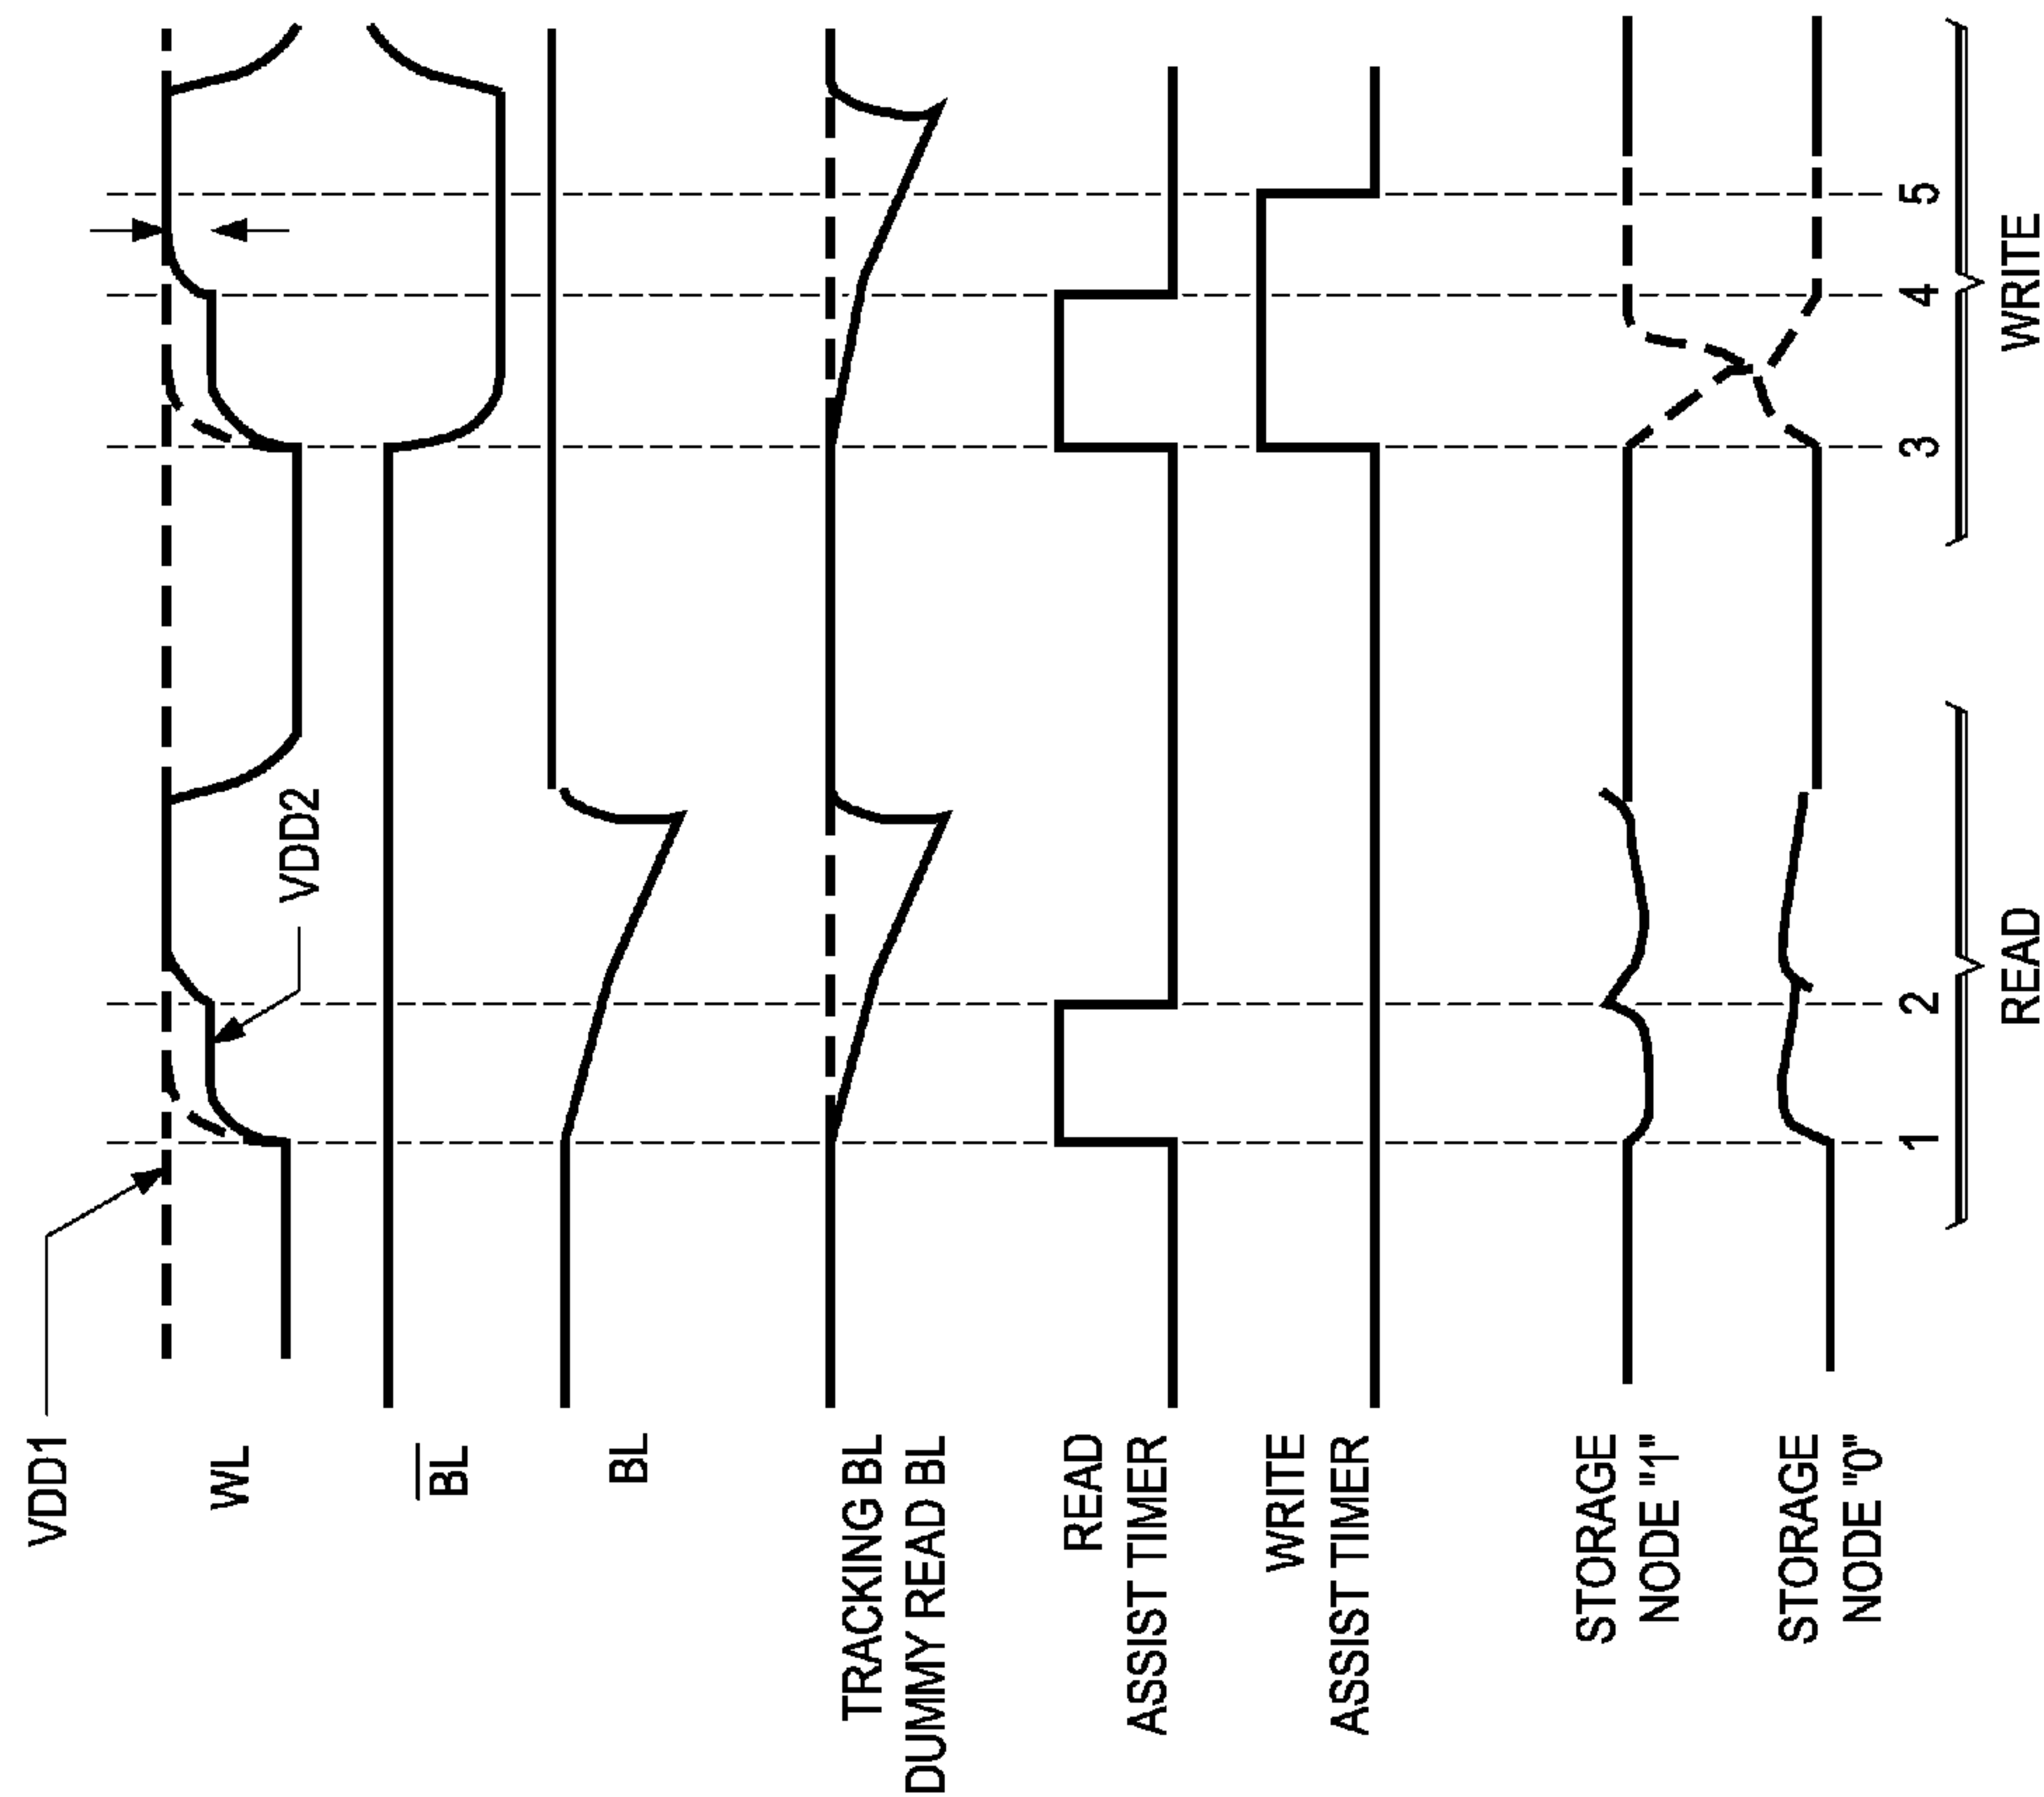 VDD1
WL
VDD2
BL
BL
TRACKING BL
DUMMY READ BL
READ
ASSIST TIMER
WRITE
ASSIST TIMER
STORAGE
NODE "1"
STORAGE
NODE "0"
1 2 3 4 5
READ WRITE